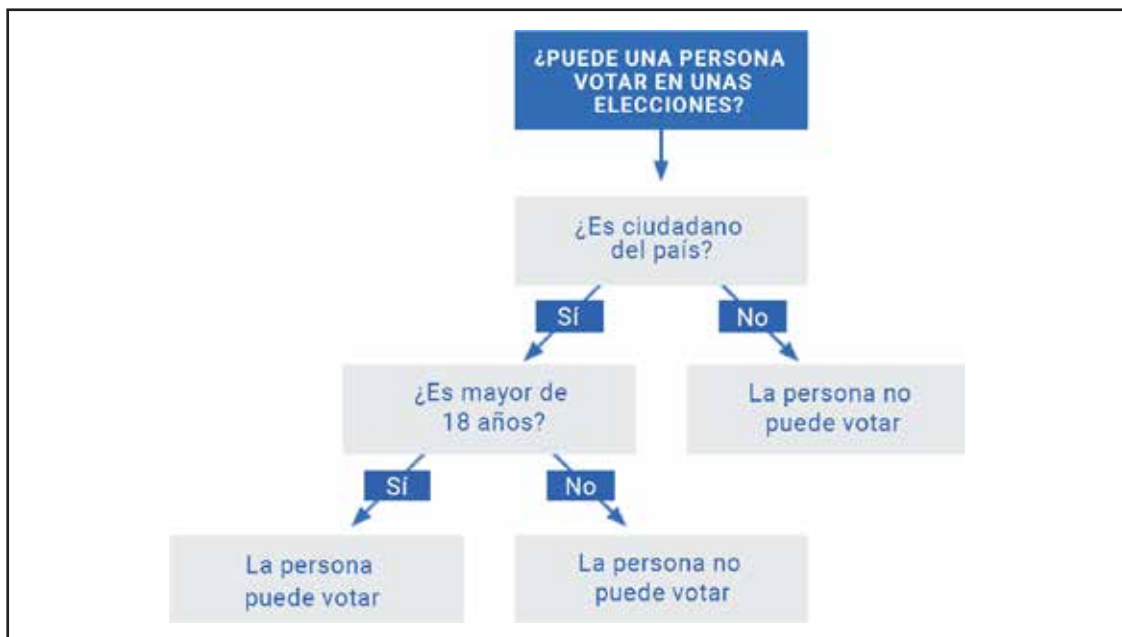 ¿PUEDE UNA PERSONA
VOTAR EN UNAS
ELECCIONES?
¿Es ciudadano
del país?
Sí
No
¿Es mayor de
18 años?
La persona no
puede votar
Sí
No
La persona
puede votar
La persona no
puede votar